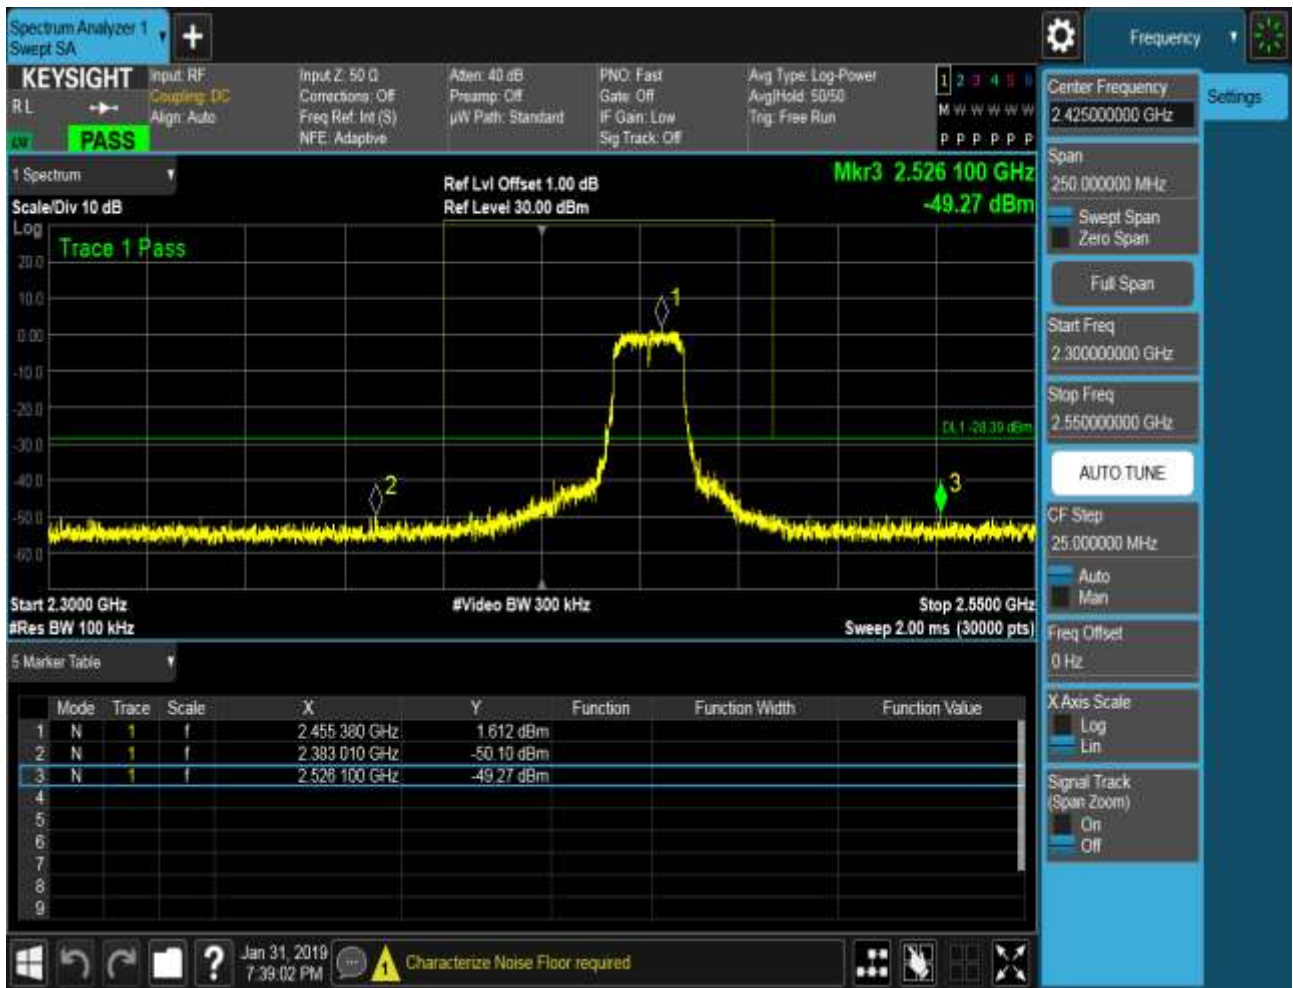 Spectrum Analyzer 1
Swept SA
+
Frequency
KEYSIGHT
R L
PASS
Input: RF
Coupling: DC
Align: Auto
Input Z: 50 Ω
Corrections: Off
Freq Ref: Int (S)
NFE: Adaptive
Atten: 40 dB
Preamp: Off
µW Path: Standard
PNO: Fast
Gate: Off
IF Gain: Low
Sig Track: Off
Avg Type: Log-Power
Avg|Hold: 50/50
Trig: Free Run
1 2 3 4 5 6
M W W W W W
P P P P P P
1 Spectrum
Scale/Div 10 dB
Ref Lvl Offset 1.00 dB
Ref Level 30.00 dBm
Mkr3 2.526 100 GHz
-49.27 dBm
Log
Trace 1 Pass
20.0
10.0
0.00
-10.0
-20.0
-30.0
-40.0
-50.0
-60.0
1
2
3
DL1 -28.39 dBm
Start 2.3000 GHz
#Res BW 100 kHz
#Video BW 300 kHz
Stop 2.5500 GHz
Sweep 2.00 ms (30000 pts)
5 Marker Table
Mode Trace Scale X Y Function Function Width Function Value
1 N 1 f 2.455 380 GHz 1.612 dBm
2 N 1 f 2.383 010 GHz -50.10 dBm
3 N 1 f 2.526 100 GHz -49.27 dBm
4
5
6
7
8
9
Center Frequency
2.425000000 GHz
Settings
Span
250.000000 MHz
Swept Span
Zero Span
Full Span
Start Freq
2.300000000 GHz
Stop Freq
2.550000000 GHz
AUTO TUNE
CF Step
25.000000 MHz
Auto
Man
Freq Offset
0 Hz
X Axis Scale
Log
Lin
Signal Track
(Span Zoom)
On
Off
?
Jan 31, 2019
7:39:02 PM
1
Characterize Noise Floor required